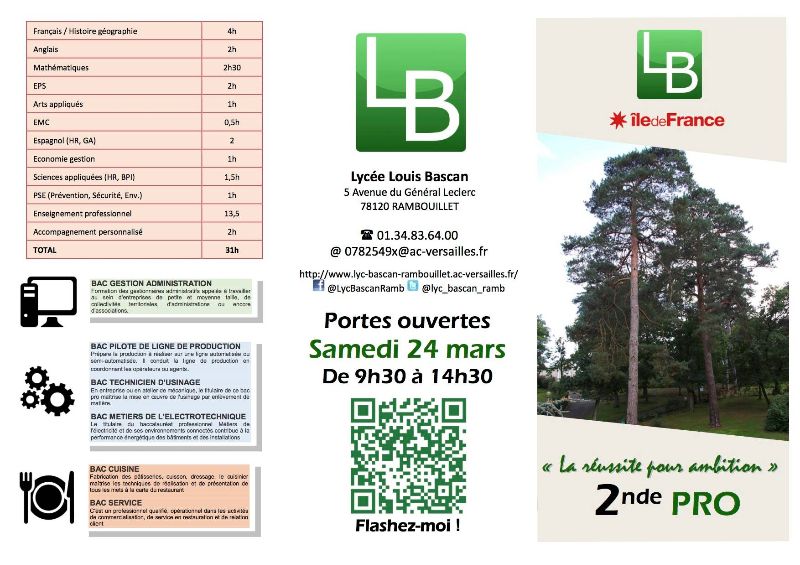 Français / Histoire géographie 4h
Anglais 2h
Mathématiques 2h30
EPS 2h
Arts appliqués 1h
EMC 0,5h
Espagnol (HR, GA) 2
Economie gestion 1h
Sciences appliquées (HR, BPI) 1,5h
PSE (Prévention, Sécurité, Env.) 1h
Enseignement professionnel 13,5
Accompagnement personnalisé 2h
TOTAL 31h
BAC GESTION ADMINISTRATION
Formation des gestionnaires administratifs appelés à travailler
au sein d'entreprises de petite et moyenne taille, de
collectivités territoriales, d'administrations ou encore
d'associations.
BAC PILOTE DE LIGNE DE PRODUCTION
Prépare la production à réaliser sur une ligne automatisée ou
semi-automatisée. Il conduit la ligne de production en
coordonnant les opérateurs ou agents.
BAC TECHNICIEN D'USINAGE
En entreprise ou en atelier de mécanique, le titulaire de ce bac
pro maîtrise la mise en œuvre de l'usinage par enlèvement de
matière.
BAC METIERS DE L'ELECTROTECHNIQUE
Le titulaire du baccalauréat professionnel Métiers de
l'électricité et de ses environnements connectés contribue à la
performance énergétique des bâtiments et des installations
BAC CUISINE
Fabrication des pâtisseries, cuisson, dressage, le cuisinier
maîtrise les techniques de réalisation et de présentation de
tous les mets à la carte du restaurant
BAC SERVICE
C'est un professionnel qualifié, opérationnel dans les activités
de commercialisation, de service en restauration et de relation
client
LB
Lycée Louis Bascan
5 Avenue du Général Leclerc
78120 RAMBOUILLET
☎ 01.34.83.64.00
@ 0782549x@ac-versailles.fr
http://www.lyc-bascan-rambouillet.ac-versailles.fr/
@LycBascanRamb @lyc_bascan_ramb
Portes ouvertes
Samedi 24 mars
De 9h30 à 14h30
Flashez-moi !
LB
îledeFrance
« La réussite pour ambition »
2nde PRO